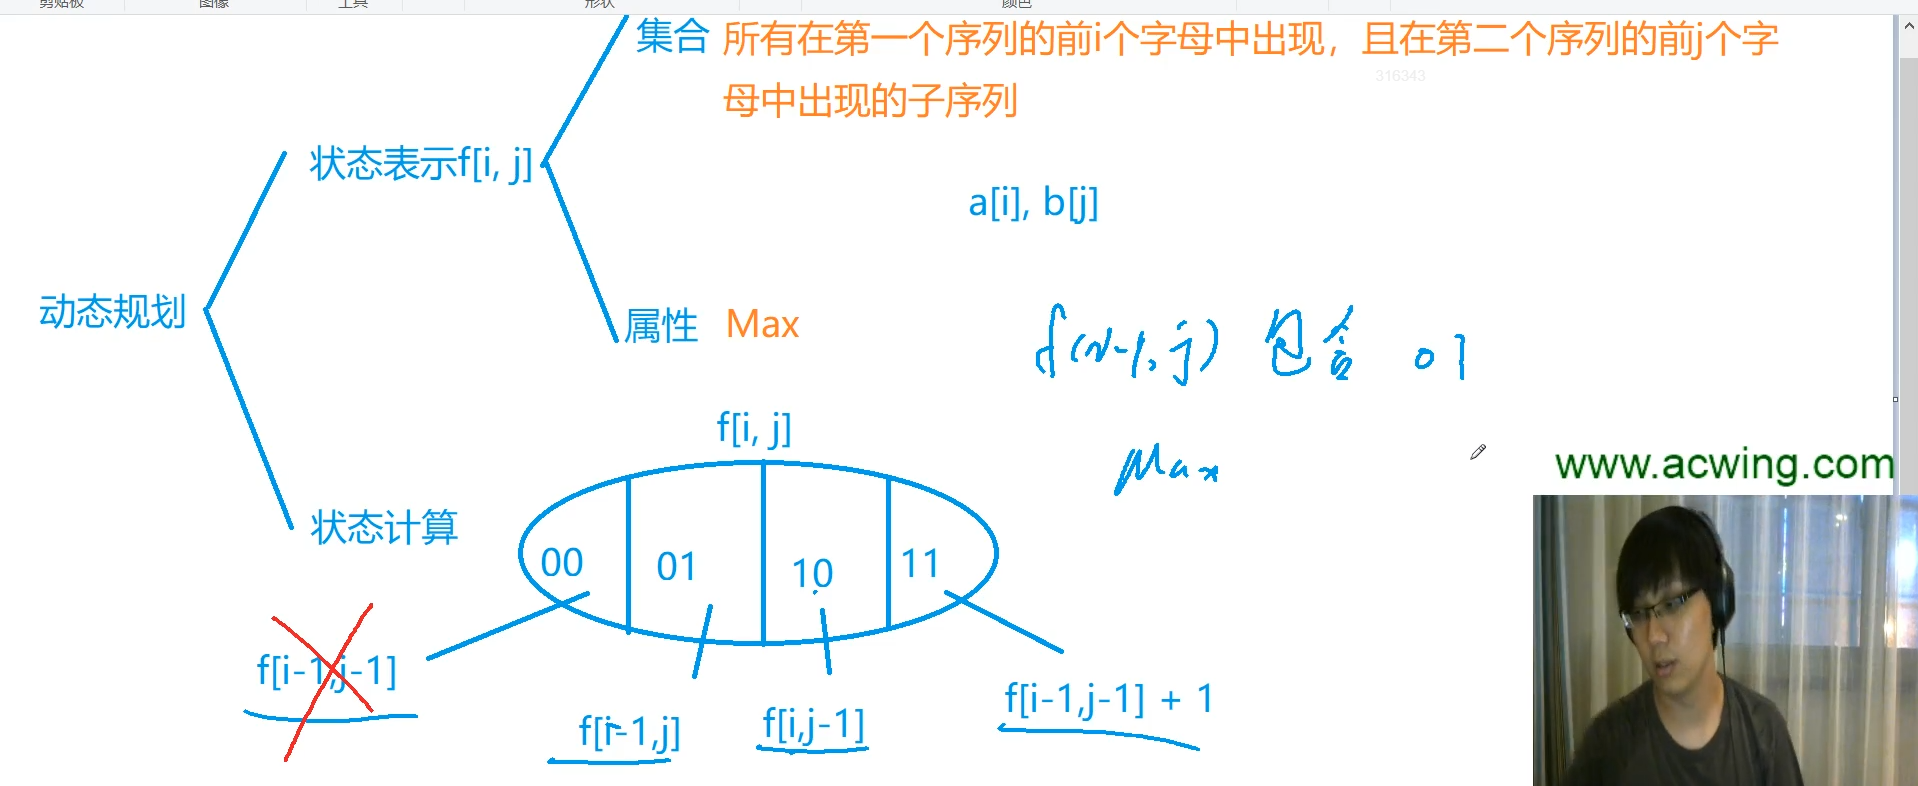 剪贴板 图像 工具 形状 颜色
集合 所有在第一个序列的前i个字母中出现，且在第二个序列的前j个字
316343
母中出现的子序列
状态表示f[i, j]
a[i], b[j]
动态规划
属性 Max
f(i-1, j) 包含 01
f[i, j]
Max
www.acwing.com
状态计算
00 01 10 11
f[i-1,j-1]
f[i-1,j]
f[i,j-1]
f[i-1,j-1] + 1